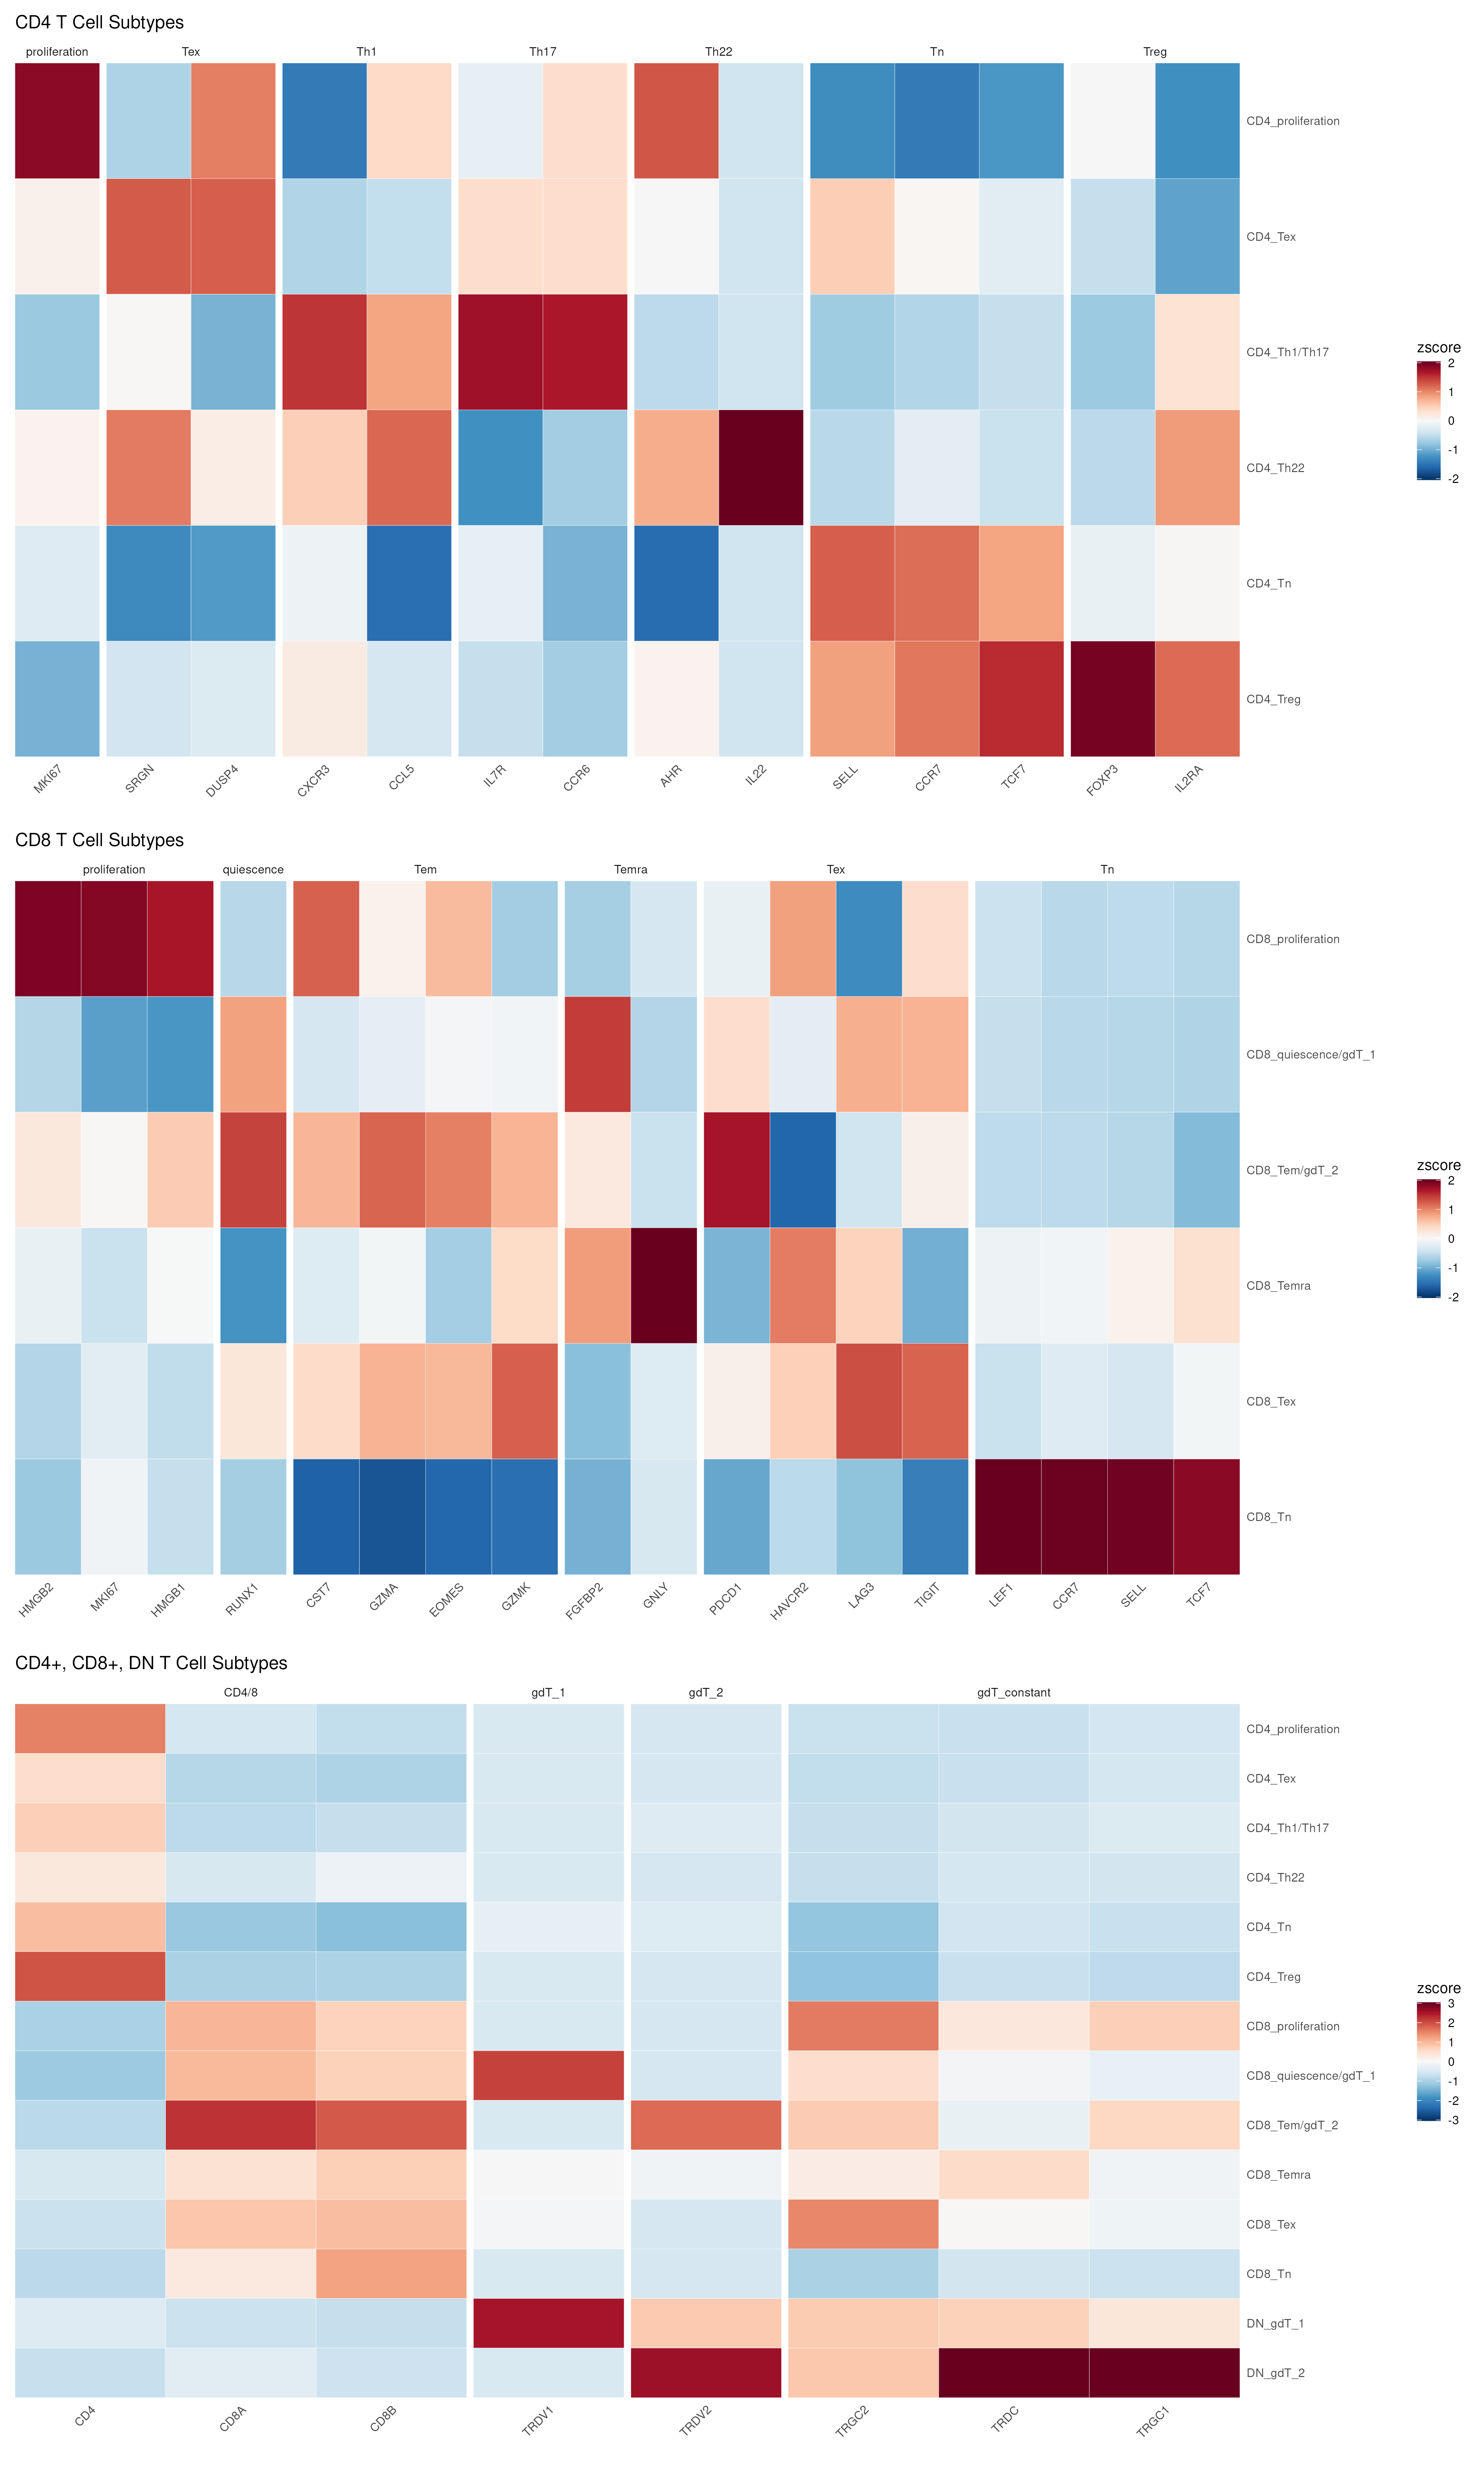 CD4 T Cell Subtypes
proliferation Tex Th1 Th17 Th22 Tn Treg
CD4_proliferation
CD4_Tex
CD4_Th1/Th17
CD4_Th22
CD4_Tn
CD4_Treg
MKI67 SRGN DUSP4 CXCR3 CCL5 IL7R CCR6 AHR IL22 SELL CCR7 TCF7 FOXP3 IL2RA
zscore
2
1
0
-1
-2
CD8 T Cell Subtypes
proliferation quiescence Tem Temra Tex Tn
CD8_proliferation
CD8_quiescence/gdT_1
CD8_Tem/gdT_2
CD8_Temra
CD8_Tex
CD8_Tn
HMGB2 MKI67 HMGB1 RUNX1 CST7 GZMA EOMES GZMK FGFBP2 GNLY PDCD1 HAVCR2 LAG3 TIGIT LEF1 CCR7 SELL TCF7
zscore
2
1
0
-1
-2
CD4+, CD8+, DN T Cell Subtypes
CD4/8 gdT_1 gdT_2 gdT_constant
CD4_proliferation
CD4_Tex
CD4_Th1/Th17
CD4_Th22
CD4_Tn
CD4_Treg
CD8_proliferation
CD8_quiescence/gdT_1
CD8_Tem/gdT_2
CD8_Temra
CD8_Tex
CD8_Tn
DN_gdT_1
DN_gdT_2
CD4 CD8A CD8B TRDV1 TRDV2 TRGC2 TRDC TRGC1
zscore
3
2
1
0
-1
-2
-3